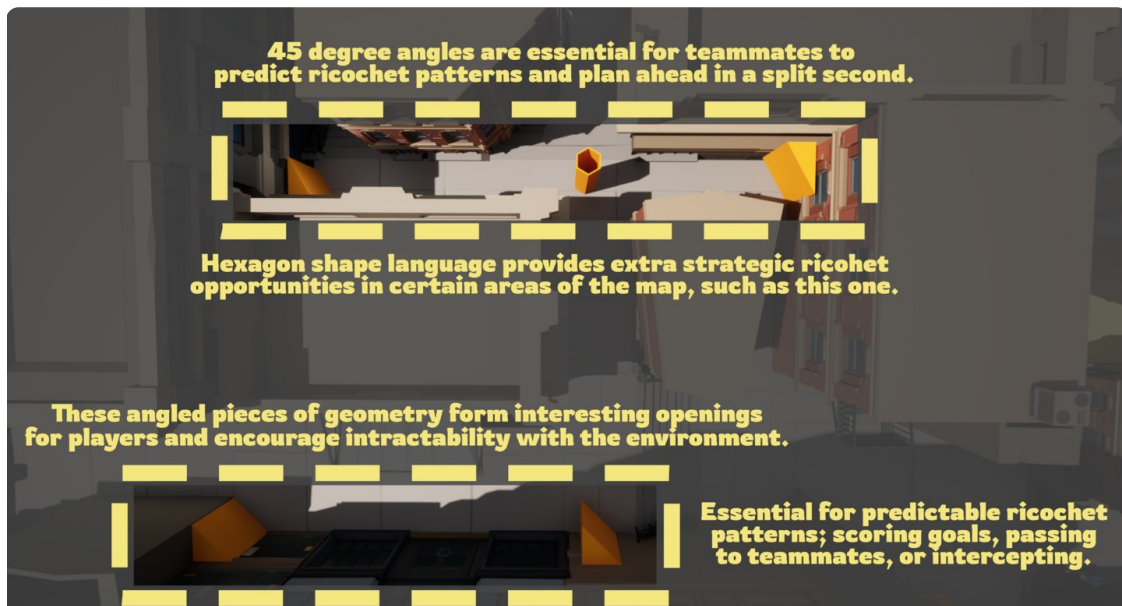 45 degree angles are essential for teammates to
predict ricochet patterns and plan ahead in a split second.
Hexagon shape language provides extra strategic ricohet
opportunities in certain areas of the map, such as this one.
These angled pieces of geometry form interesting openings
for players and encourage intractability with the environment.
Essential for predictable ricochet
patterns; scoring goals, passing
to teammates, or intercepting.